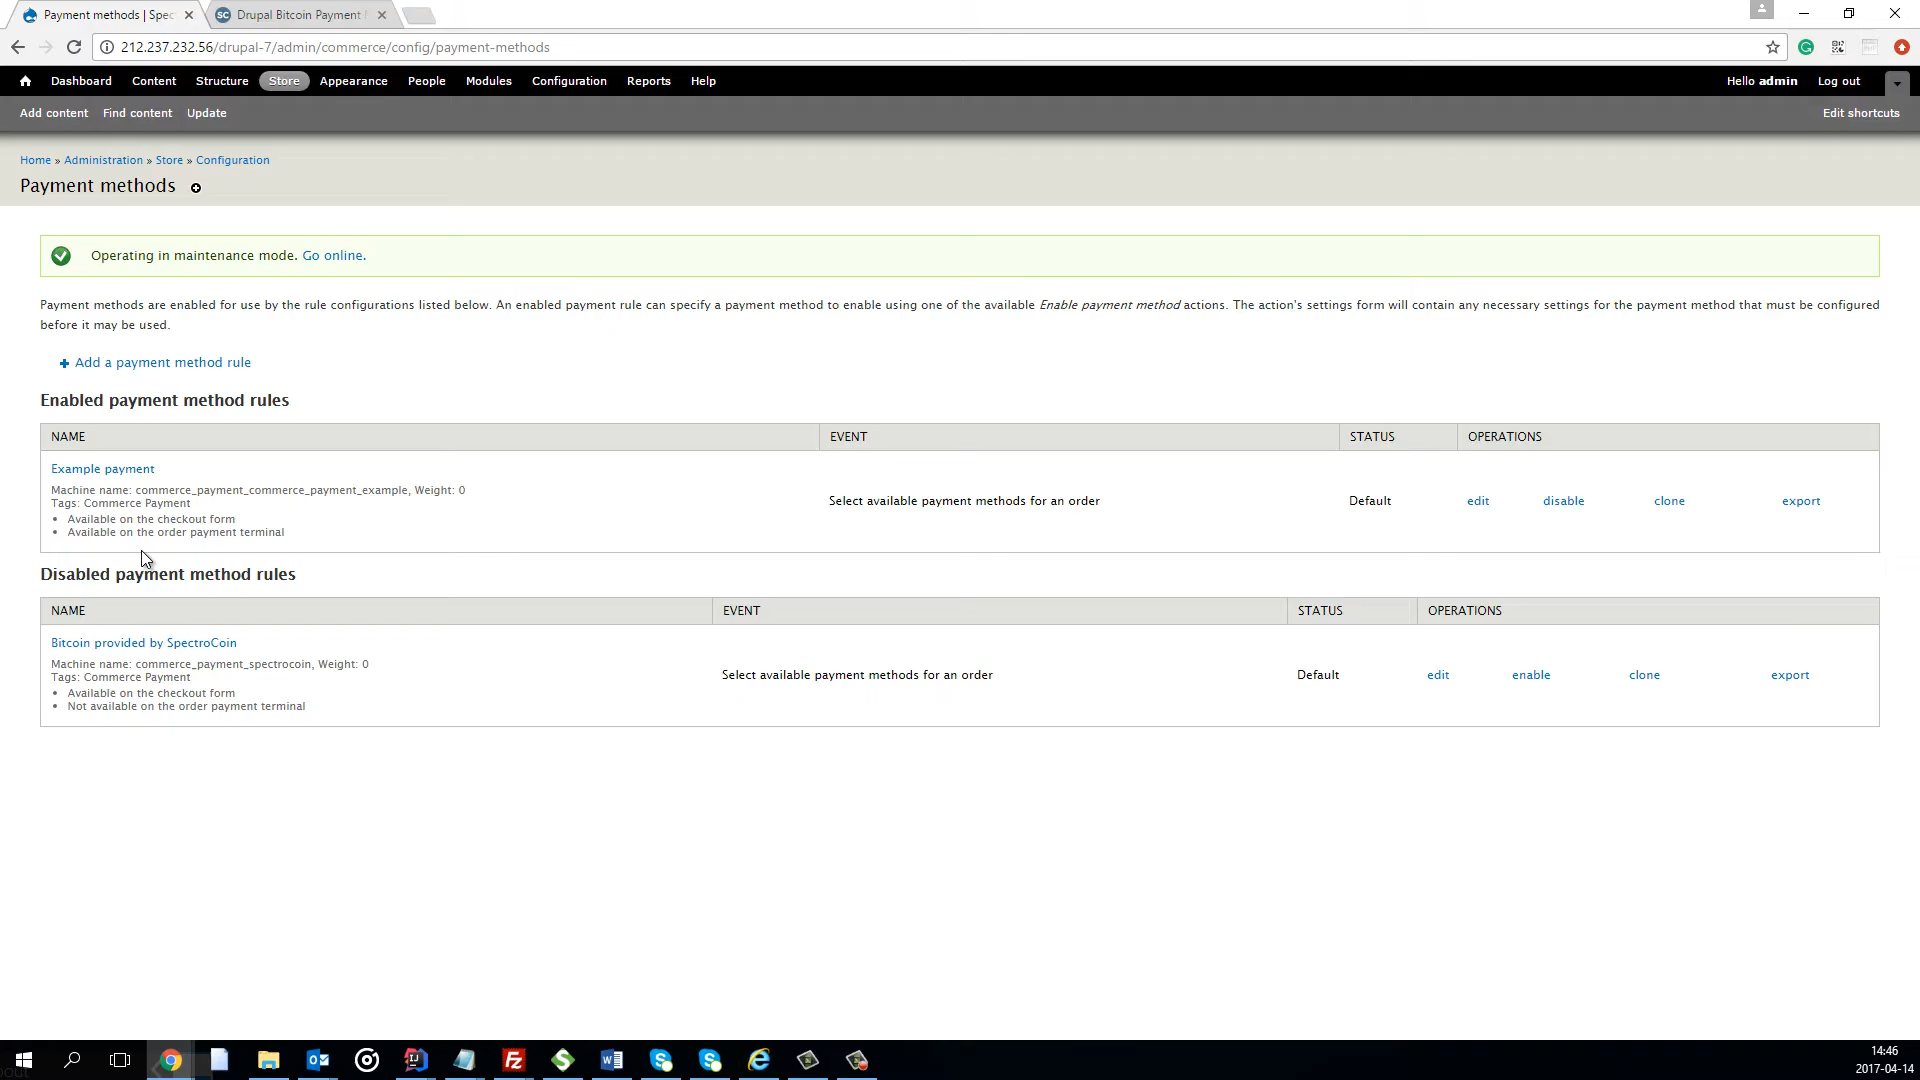 Payment methods | Spec
Drupal Bitcoin Payment
212.237.232.56/drupal-7/admin/commerce/config/payment-methods
Dashboard Content Structure Store Appearance People Modules Configuration Reports Help
Hello admin Log out
Add content Find content Update
Edit shortcuts
Home » Administration » Store » Configuration
Payment methods
Operating in maintenance mode. Go online.
Payment methods are enabled for use by the rule configurations listed below. An enabled payment rule can specify a payment method to enable using one of the available Enable payment method actions. The action's settings form will contain any necessary settings for the payment method that must be configured
before it may be used.
Add a payment method rule
Enabled payment method rules
NAME EVENT STATUS OPERATIONS
Example payment
Machine name: commerce_payment_commerce_payment_example, Weight: 0
Tags: Commerce Payment
Available on the checkout form
Available on the order payment terminal
Select available payment methods for an order Default edit disable clone export
Disabled payment method rules
NAME EVENT STATUS OPERATIONS
Bitcoin provided by SpectroCoin
Machine name: commerce_payment_spectrocoin, Weight: 0
Tags: Commerce Payment
Available on the checkout form
Not available on the order payment terminal
Select available payment methods for an order Default edit enable clone export
14:46
2017-04-14